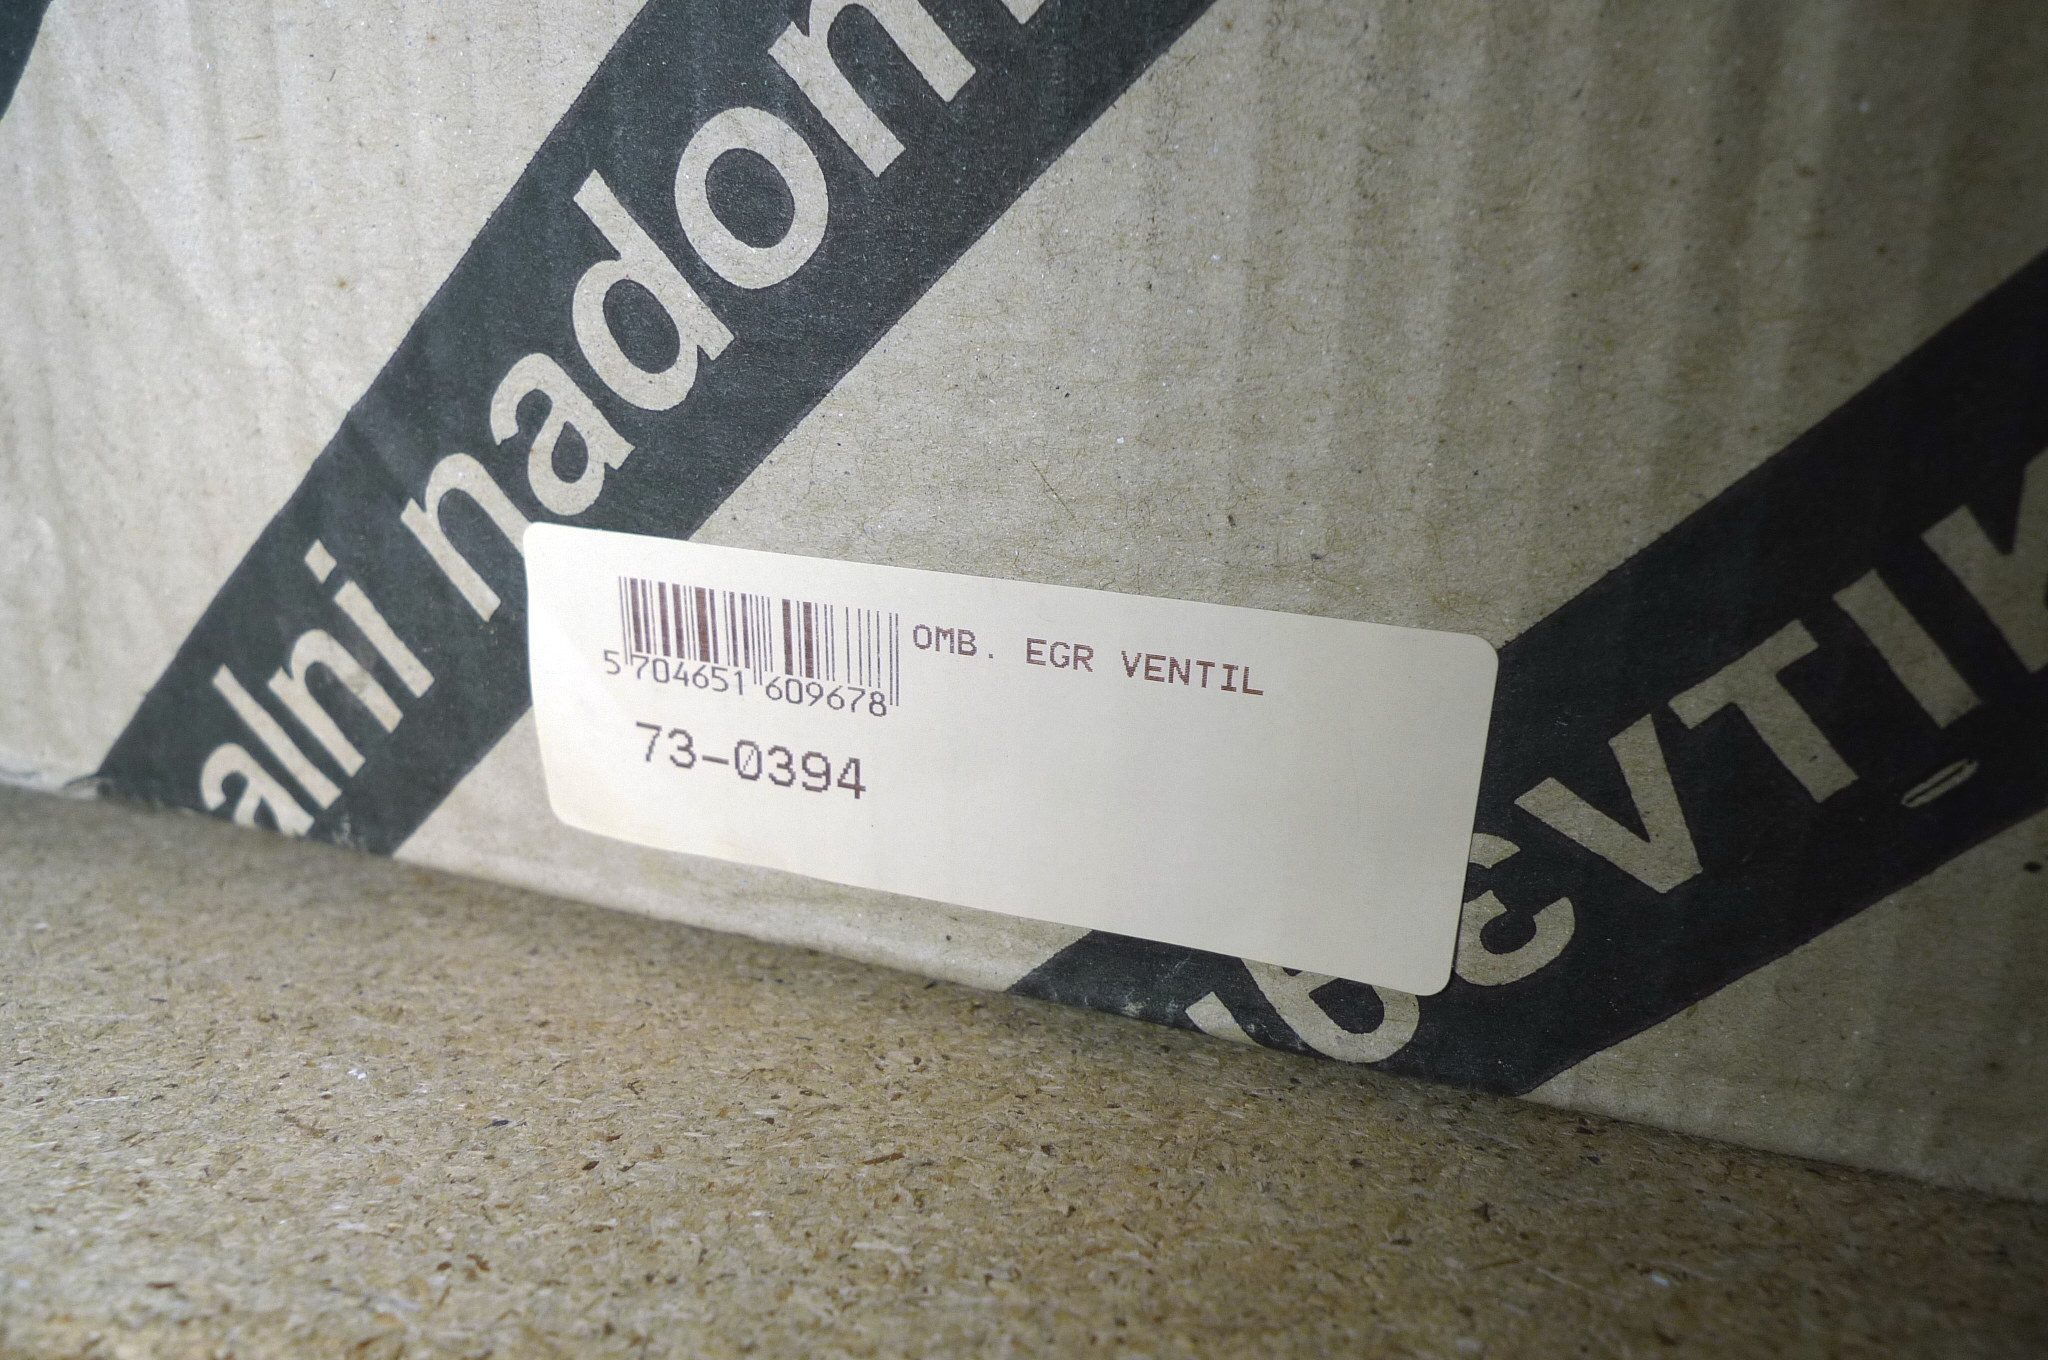 alni nadom
OMB. EGR VENTIL
5 704651 609678
73-0394